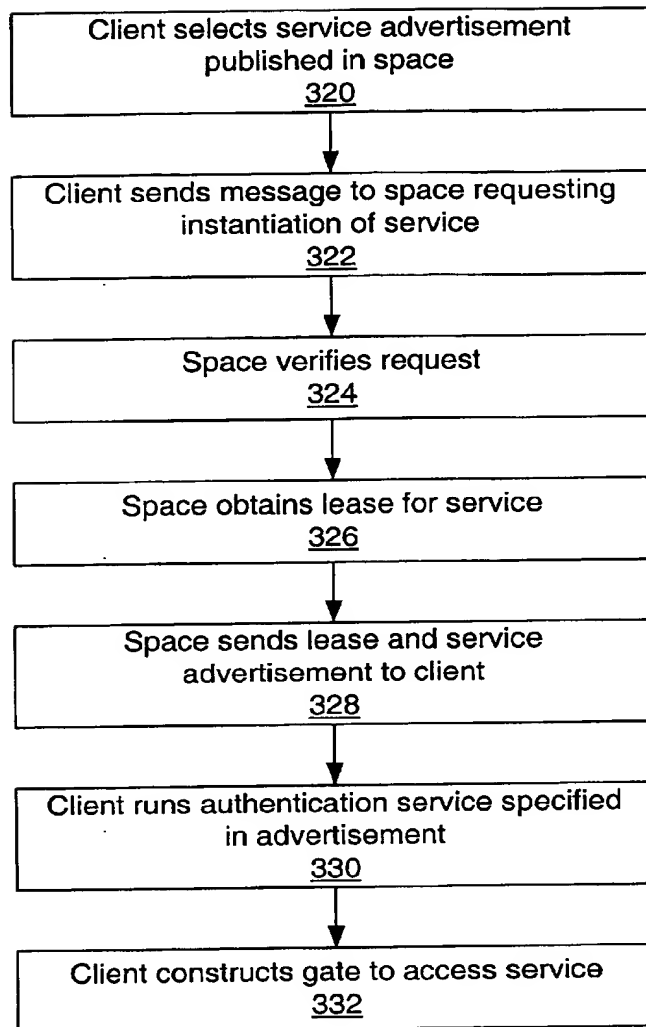 Client selects service advertisement
published in space
320
Client sends message to space requesting
instantiation of service
322
Space verifies request
324
Space obtains lease for service
326
Space sends lease and service
advertisement to client
328
Client runs authentication service specified
in advertisement
330
Client constructs gate to access service
332